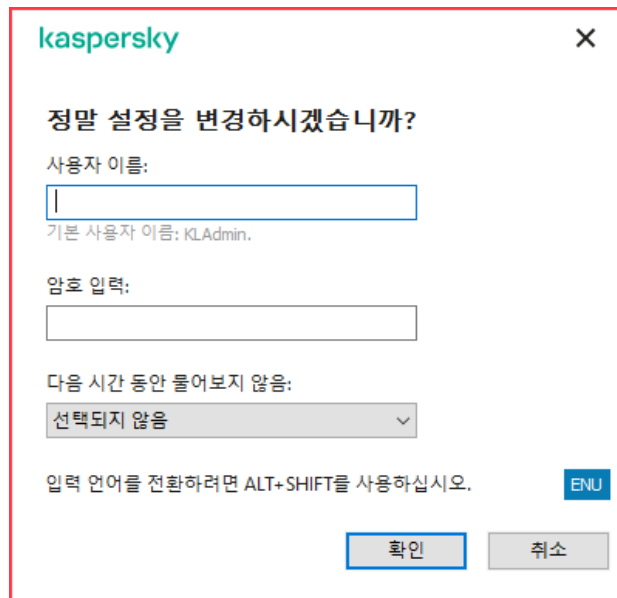 kaspersky
정말 설정을 변경하시겠습니까?
사용자 이름:
기본 사용자 이름: KLAdmin.
암호 입력:
다음 시간 동안 물어보지 않음:
선택되지 않음
입력 언어를 전환하려면 ALT+SHIFT를 사용하십시오.
ENU
확인
취소